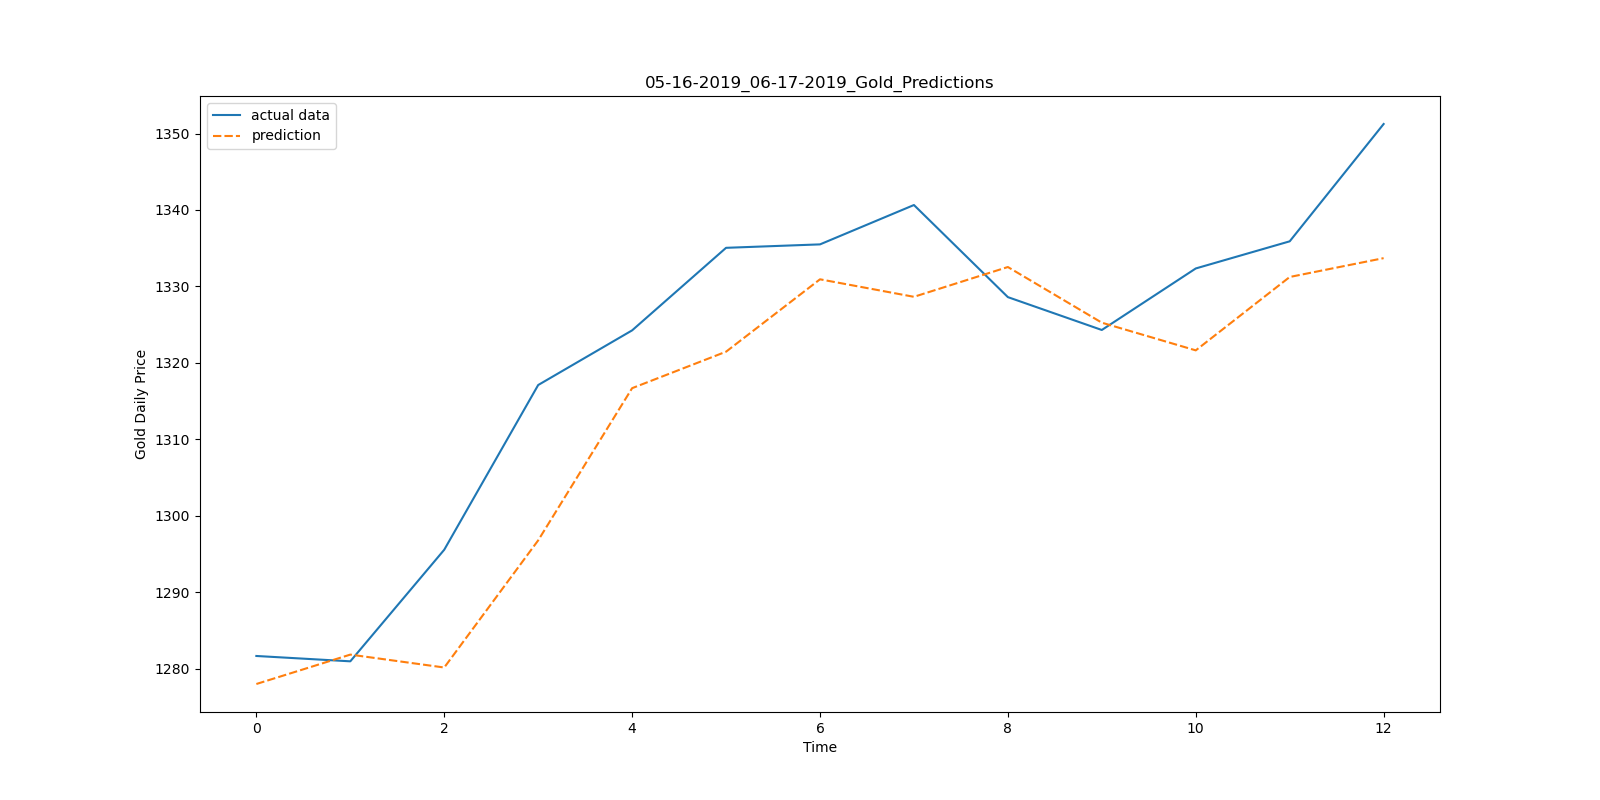 05-16-2019_06-17-2019_Gold_Predictions
actual data
prediction
1350
1340
1330
1320
1310
1300
1290
1280
Gold Daily Price
0 2 4 6 8 10 12
Time